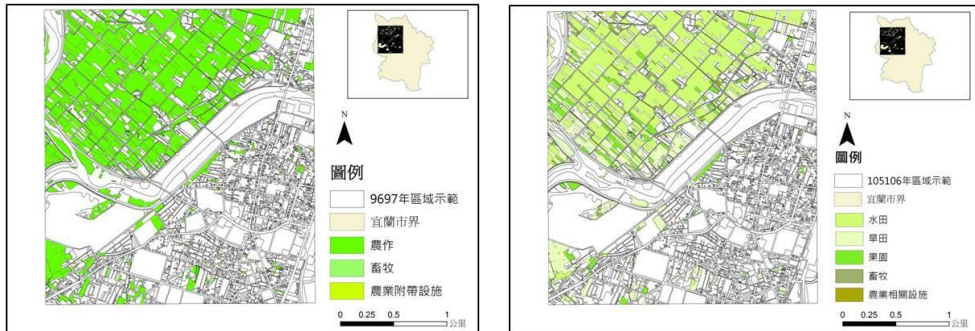 N
圖例
9697年區域示範
宜蘭市界
農作
畜牧
農業附帶設施
0 0.25 0.5 1
公里
N
圖例
105106年區域示範
宜蘭市界
水田
旱田
果園
畜牧
農業相關設施
0 0.25 0.5 1
公里